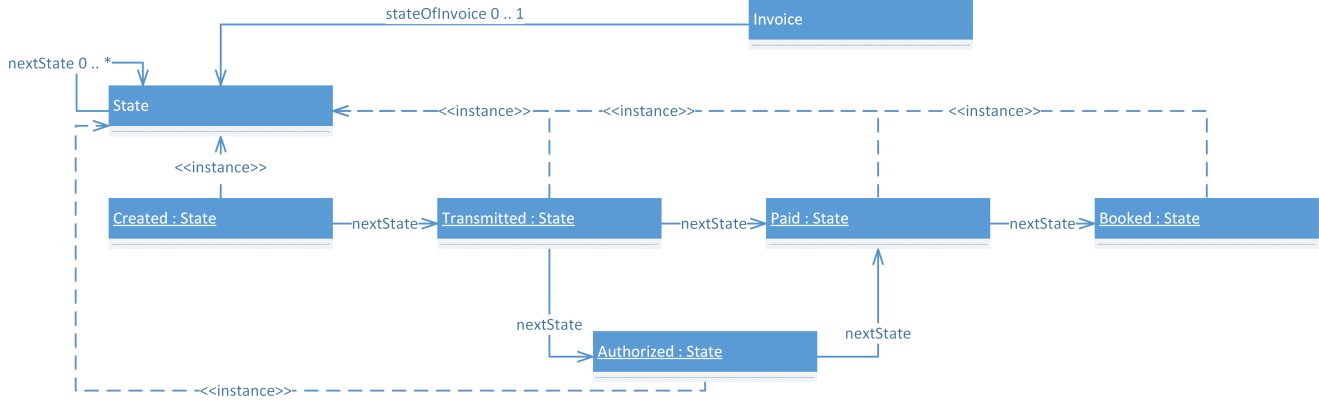 stateOfInvoice 0 .. 1
Invoice
nextState 0 .. *
State
<<instance>>
<<instance>>
<<instance>>
<<instance>>
Created : State
nextState
Transmitted : State
nextState
Paid : State
nextState
Booked : State
nextState
nextState
Authorized : State
<<instance>>